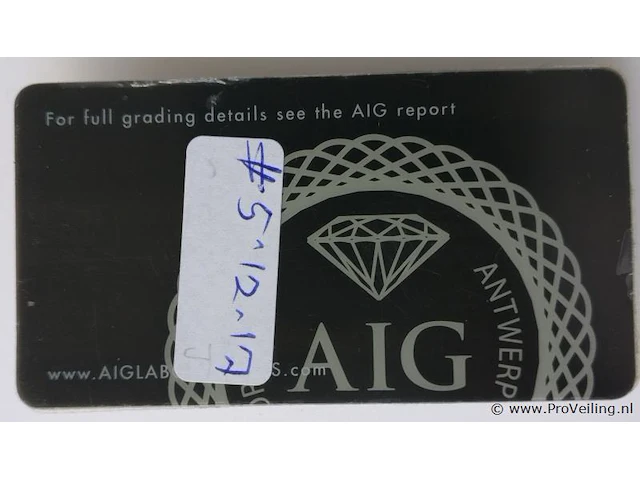 For full grading details see the AIG report
#5.12.17
AIG
ANTWERP
www.AIGLAB
s.com
© www.ProVeiling.nl